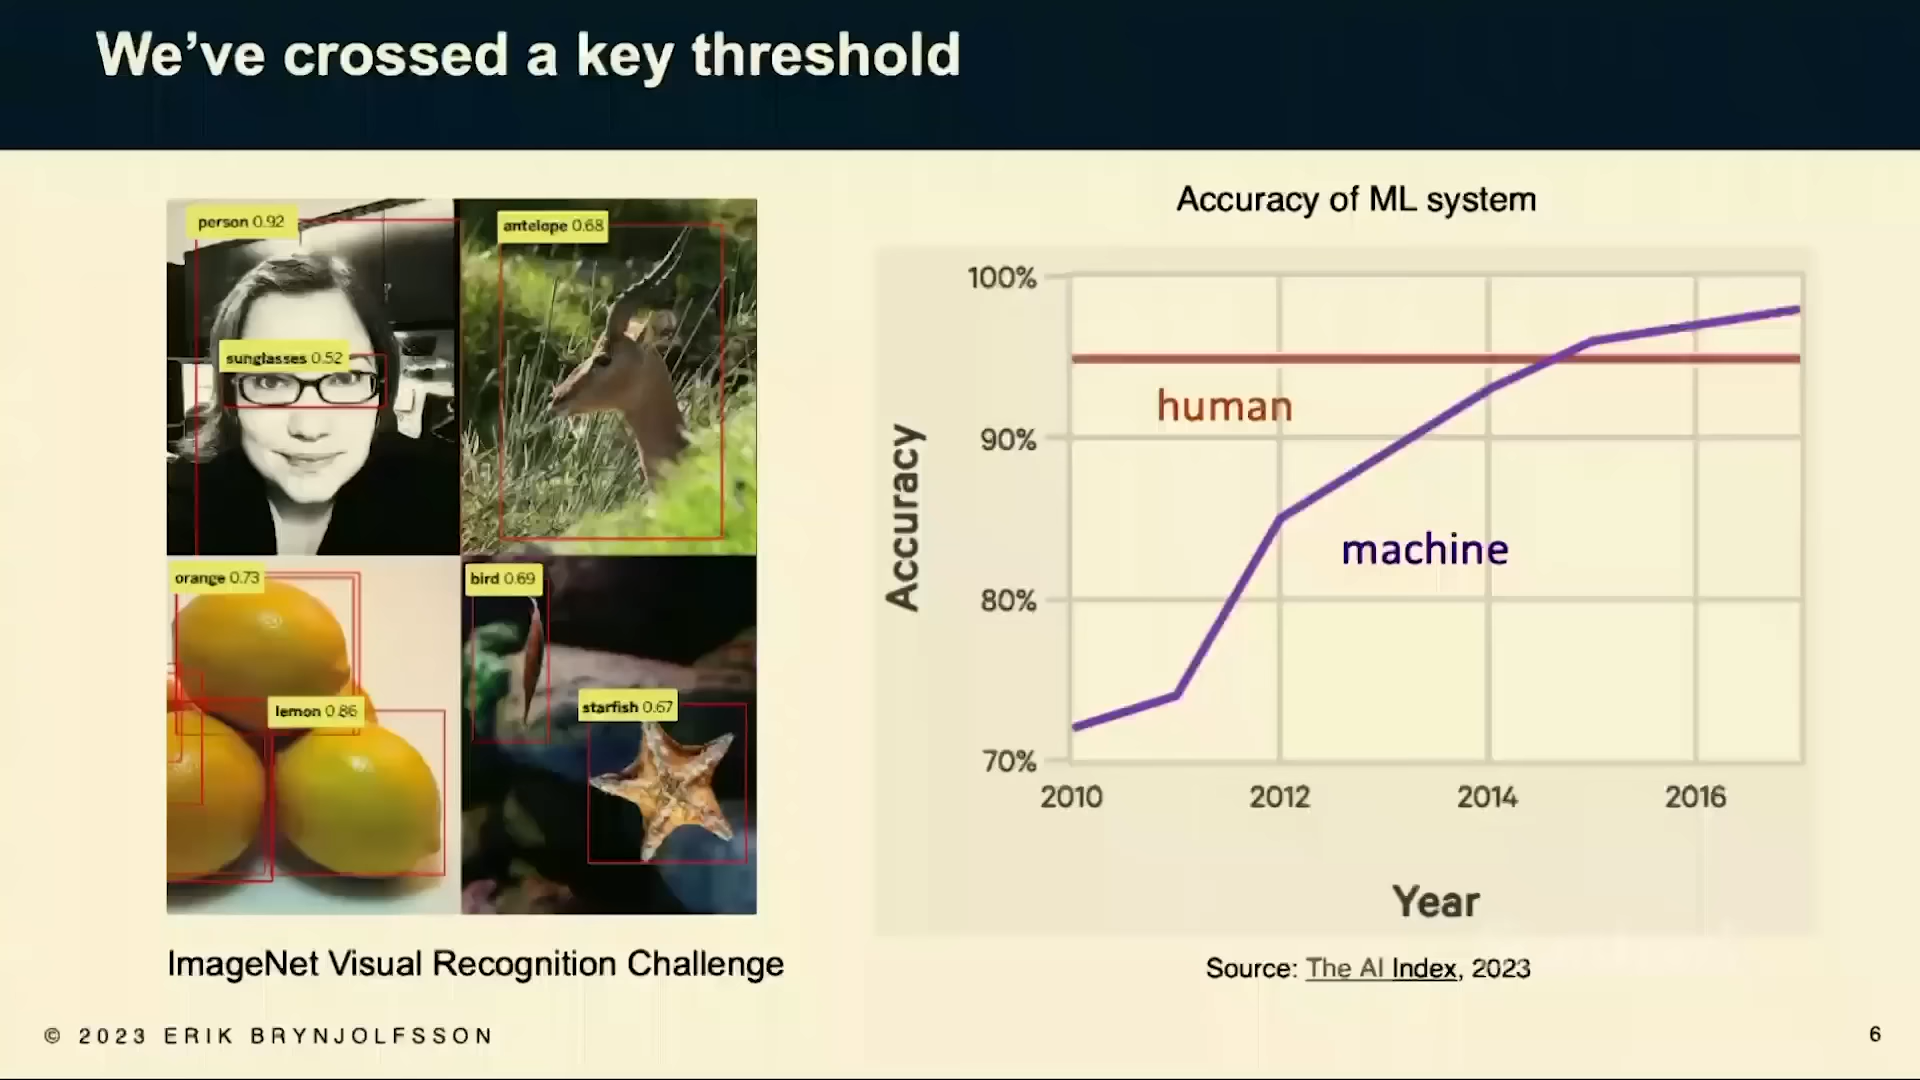 We've crossed a key threshold
person 0.92
antelope 0.68
sunglasses 0.52
orange 0.73
bird 0.69
lemon 0.86
starfish 0.67
ImageNet Visual Recognition Challenge
Accuracy of ML system
100%
90%
80%
70%
Accuracy
human
machine
2010 2012 2014 2016
Year
Source: The AI Index, 2023
© 2023 ERIK BRYNJOLFSSON
6